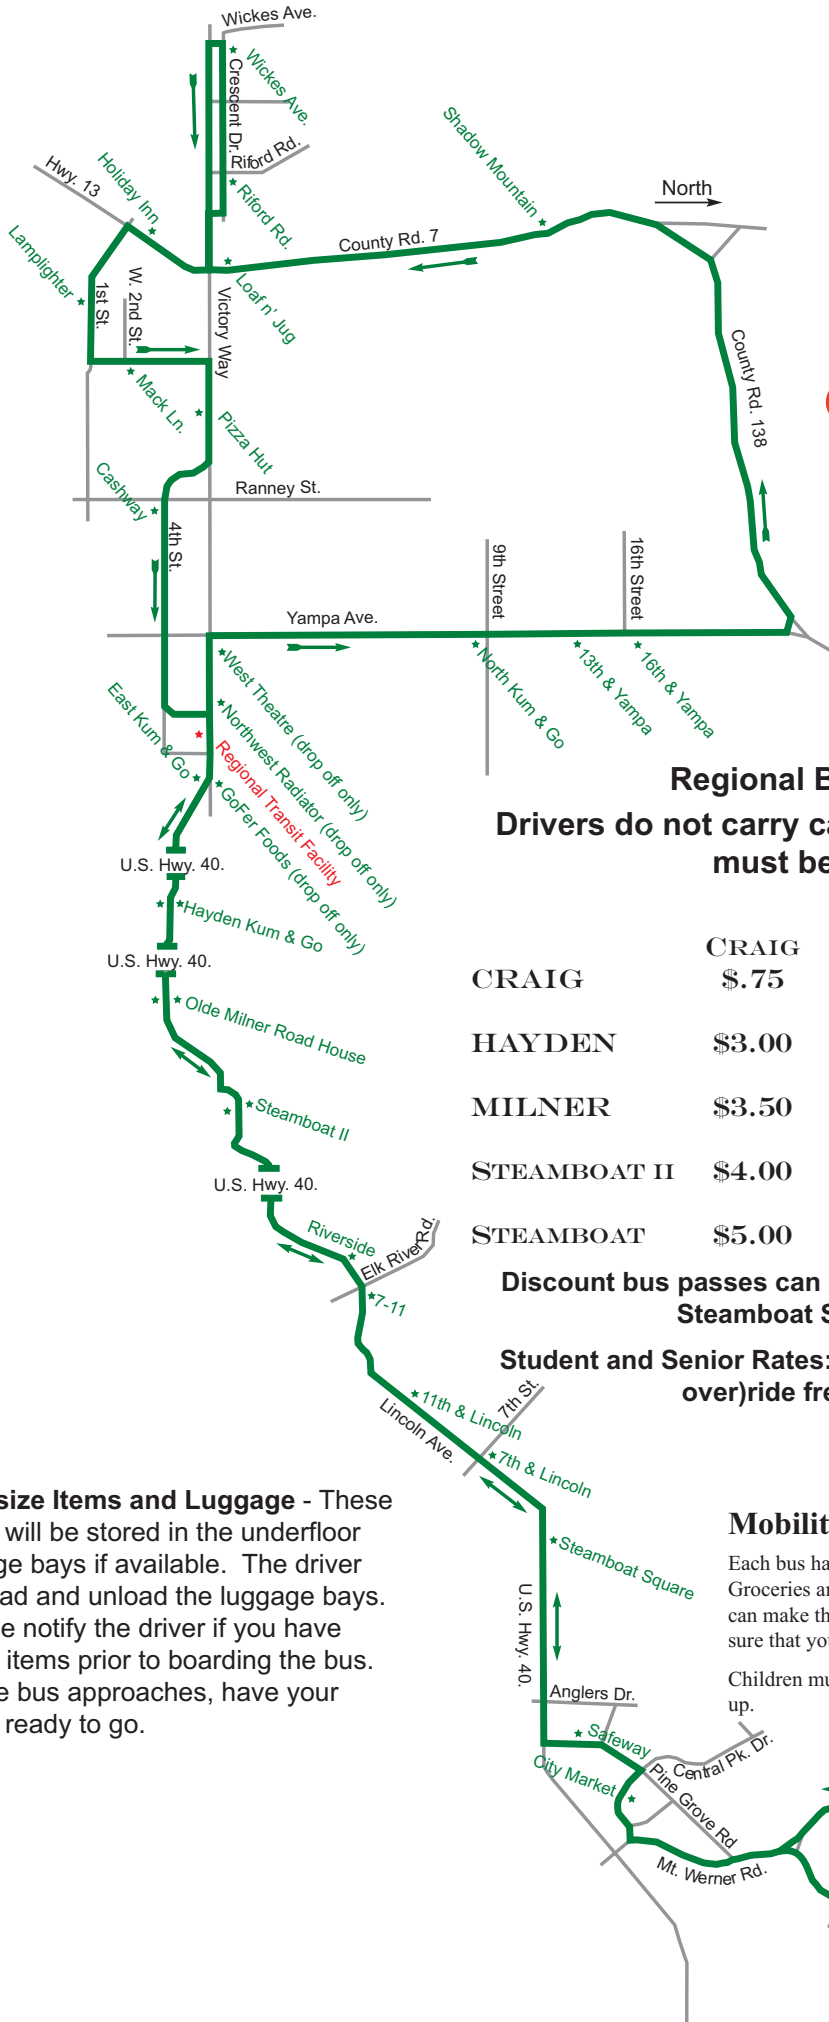 Wickes Ave.
Wickes Ave.
Crescent Dr.
Riford Rd.
Riford Rd.
Hwy. 13
Holiday Inn
Shadow Mountain
North
County Rd. 7
Lamplighter
1st St.
W. 2nd St.
Victory Way
Loaf n' Jug
County Rd. 138
Mack Ln.
Pizza Hut
Cashway
Ranney St.
4th St.
9th Street
16th Street
Yampa Ave.
West Theatre (drop off only)
North Kum & Go
13th & Yampa
16th & Yampa
East Kum & Go
Northwest Radiator (drop off only)
Regional Transit Facility
GoFer Foods (drop off only)
Regional B
Drivers do not carry ca
must be
U.S. Hwy. 40.
Hayden Kum & Go
U.S. Hwy. 40.
Olde Milner Road House
Steamboat II
U.S. Hwy. 40.
CRAIG
CRAIG $.75
HAYDEN $3.00
MILNER $3.50
STEAMBOAT II $4.00
STEAMBOAT $5.00
Riverside
Elk River Rd.
7-11
Discount bus passes can
Steamboat S
Student and Senior Rates:
over)ride fre
11th & Lincoln
7th St.
Lincoln Ave.
7th & Lincoln
size Items and Luggage - These
will be stored in the underfloor
ge bays if available. The driver
ad and unload the luggage bays.
e notify the driver if you have
items prior to boarding the bus.
e bus approaches, have your
ready to go.
Steamboat Square
U.S. Hwy. 40.
Mobilit
Each bus ha
Groceries an
can make th
sure that you
Children mu
up.
Anglers Dr.
Safeway
City Market
Central Pk. Dr.
Pine Grove Rd
Mt. Werner Rd.